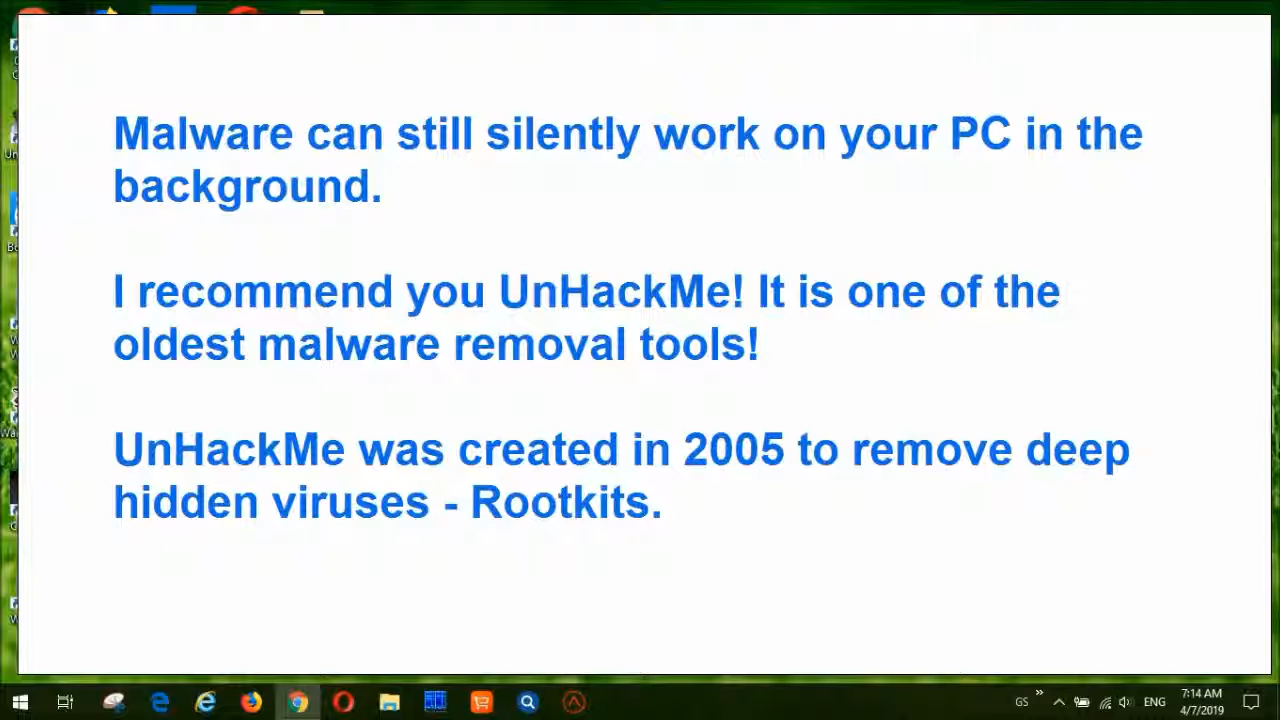 Malware can still silently work on your PC in the
background.
I recommend you UnHackMe! It is one of the
oldest malware removal tools!
UnHackMe was created in 2005 to remove deep
hidden viruses - Rootkits.
GS
ENG
7:14 AM
4/7/2019